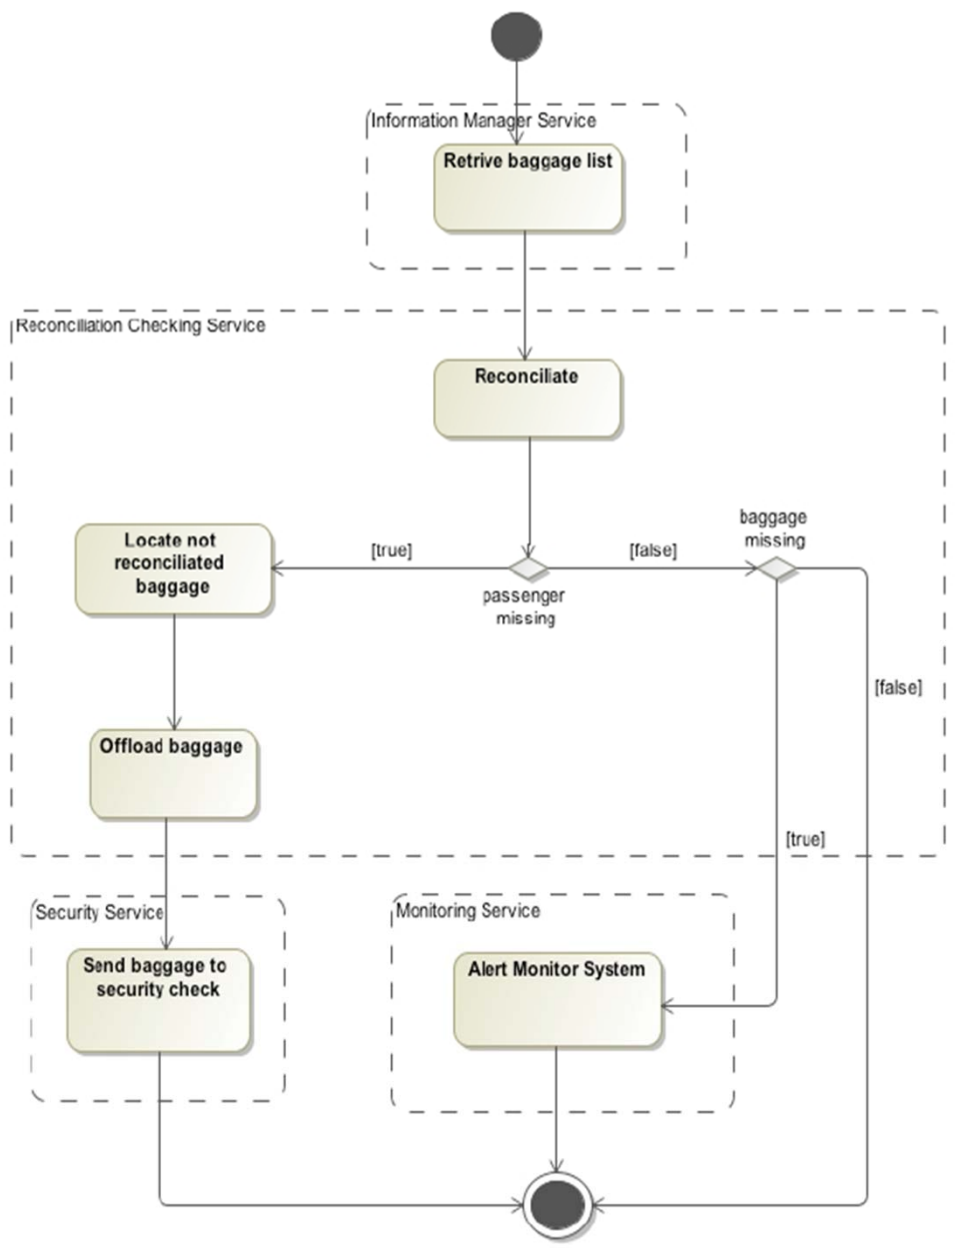 Information Manager Service
Retrive baggage list
Reconciliation Checking Service
Reconciliate
baggage
missing
Locate not
reconciliated
baggage
[true]
[false]
passenger
missing
[false]
Offload baggage
[true]
Security Service
Monitoring Service
Send baggage to
security check
Alert Monitor System